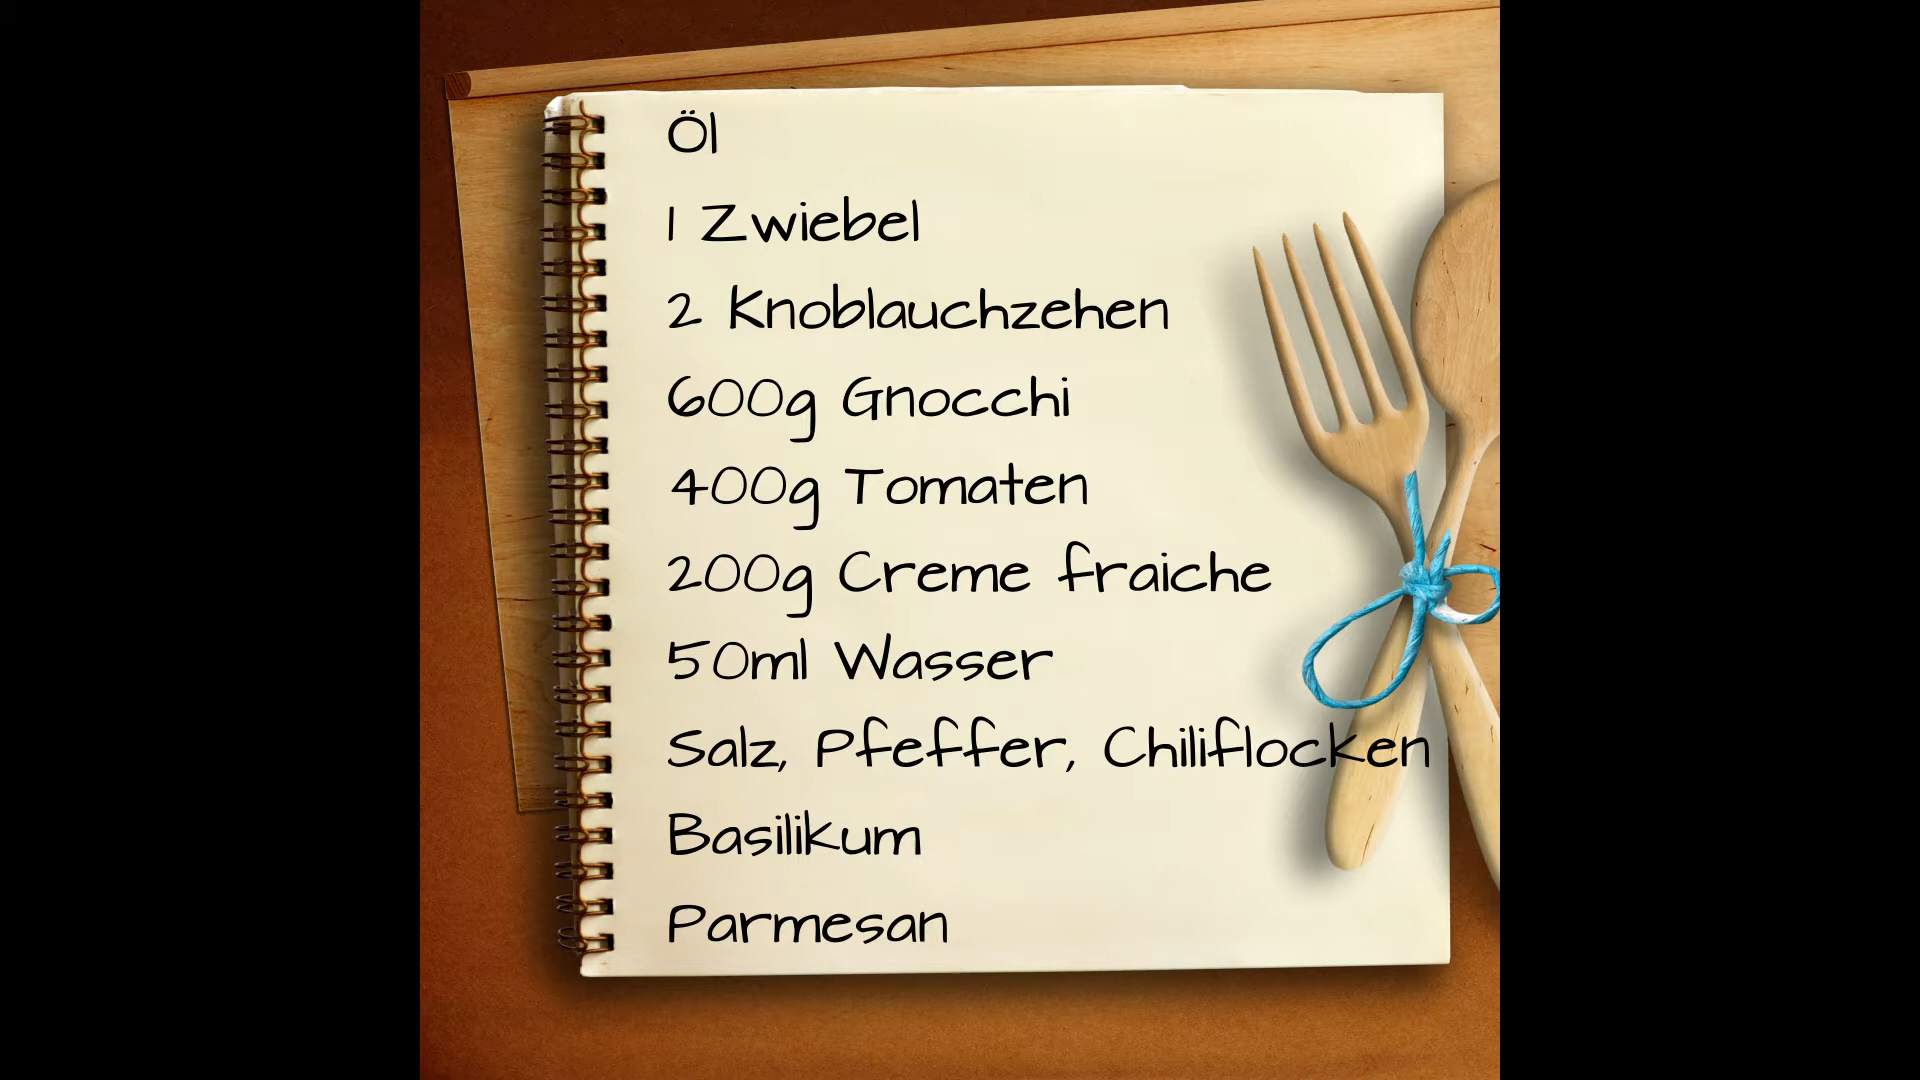 Öl
1 Zwiebel
2 Knoblauchzehen
600g Gnocchi
400g Tomaten
200g Creme fraiche
50ml Wasser
Salz, Pfeffer, Chiliflocken
Basilikum
Parmesan